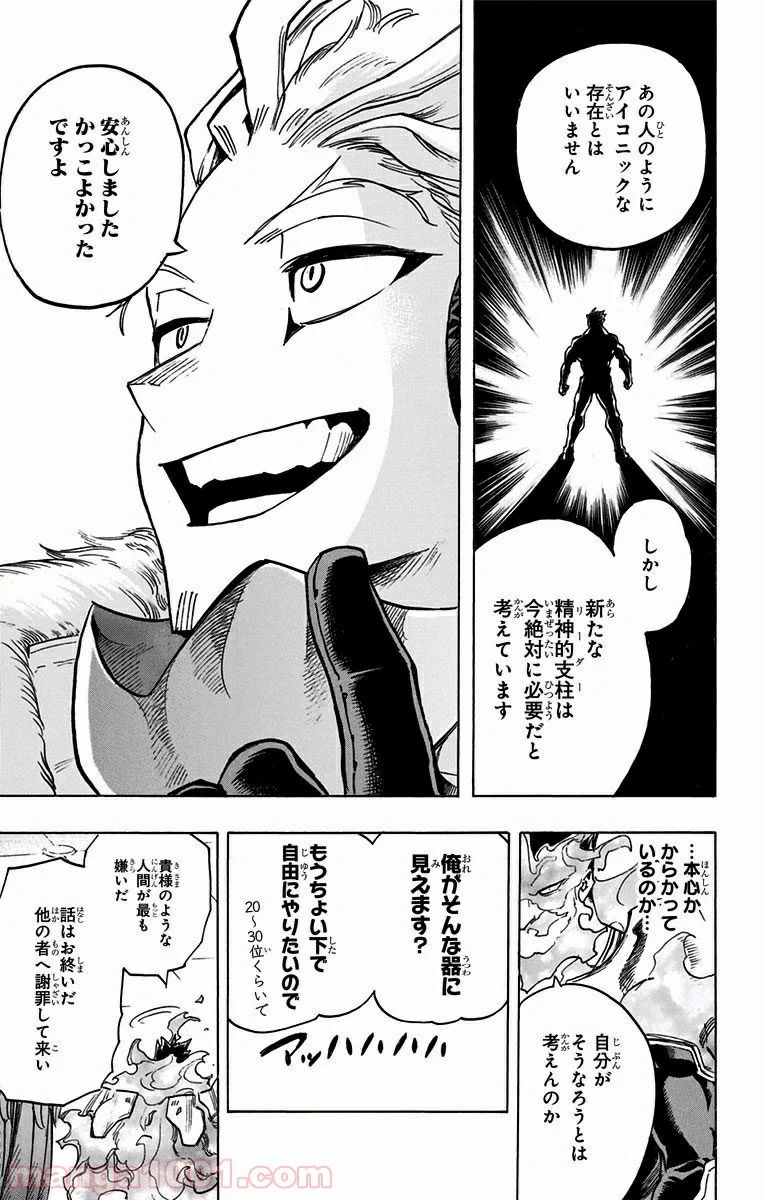 あの人のように
アイコニックな
存在とは
いいません
しかし
新たな
精神的支柱は
今絶対に必要だと
考えています
安心しました
かっこよかった
ですよ
…本心か
からかって
いるのか…
自分が
そうなろうとは
考えんのか
俺がそんな器に
見えます?
もうちょい下で
自由にやりたいので
20〜30位くらいで
アッハハハハハ
貴様のような
人間が最も
嫌いだ
話はお終いだ
他の者へ謝罪して来い
manga1001.com